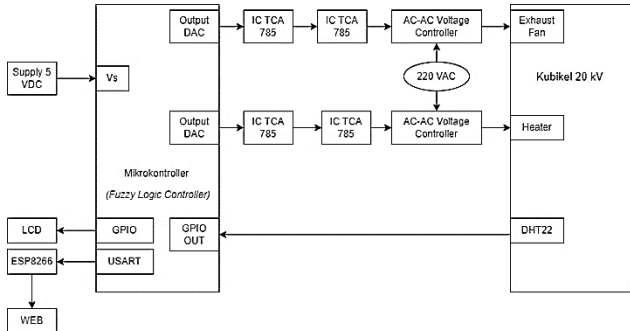 Output
DAC
IC TCA
785
IC TCA
785
AC-AC Voltage
Controller
Exhaust
Fan
Supply 5
VDC
Vs
220 VAC
Kubikel 20 kV
Output
DAC
IC TCA
785
IC TCA
785
AC-AC Voltage
Controller
Heater
Mikrokontroller
(Fuzzy Logic Controller)
LCD
GPIO
GPIO
OUT
DHT22
ESP8266
USART
WEB